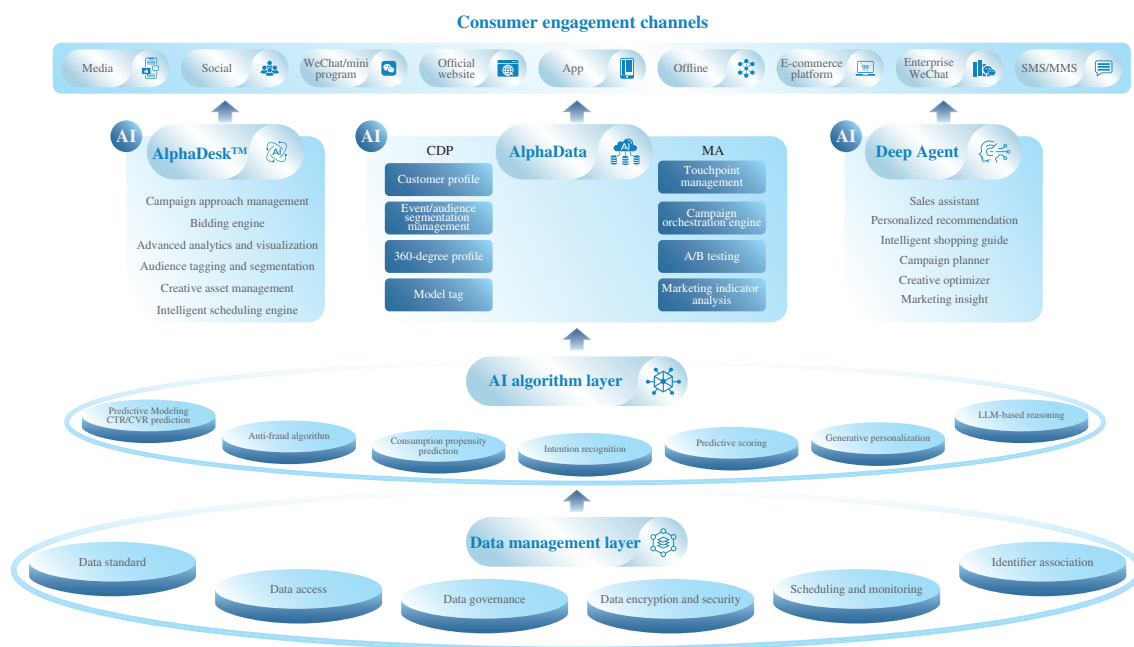 Consumer engagement channels
Media
Social
WeChat/mini
program
Official
website
App
Offline
E-commerce
platform
Enterprise
WeChat
SMS/MMS
AI
AlphaDesk™
AI
Campaign approach management
Bidding engine
Advanced analytics and visualization
Audience tagging and segmentation
Creative asset management
Intelligent scheduling engine
AI
CDP
AlphaData
AI
MA
Customer profile
Event/audience
segmentation
management
360-degree profile
Model tag
Touchpoint
management
Campaign
orchestration engine
A/B testing
Marketing indicator
analysis
AI
Deep Agent
Sales assistant
Personalized recommendation
Intelligent shopping guide
Campaign planner
Creative optimizer
Marketing insight
AI algorithm layer
Predictive Modeling
CTR/CVR prediction
Anti-fraud algorithm
Consumption propensity
prediction
Intention recognition
Predictive scoring
Generative personalization
LLM-based reasoning
Data management layer
Data standard
Data access
Data governance
Data encryption and security
Scheduling and monitoring
Identifier association